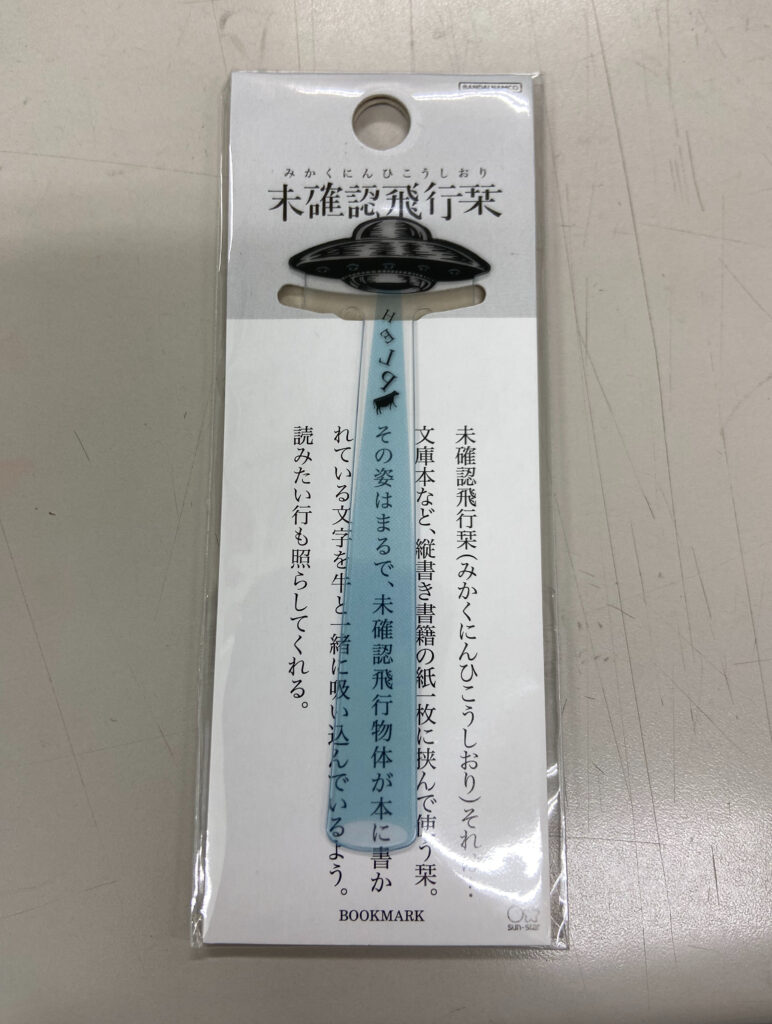 BANDAI NAMCO
みかくにんひこうしおり
未確認飛行栞
HELLO
未確認飛行栞(みかくにんひこうしおり)それは…
文庫本など、縦書き書籍の紙一枚に挟んで使う栞。
その姿はまるで、未確認飛行物体が本に書か
れている文字を牛と一緒に吸い込んでいるよう。
読みたい行も照らしてくれる。
BOOKMARK
sun-star